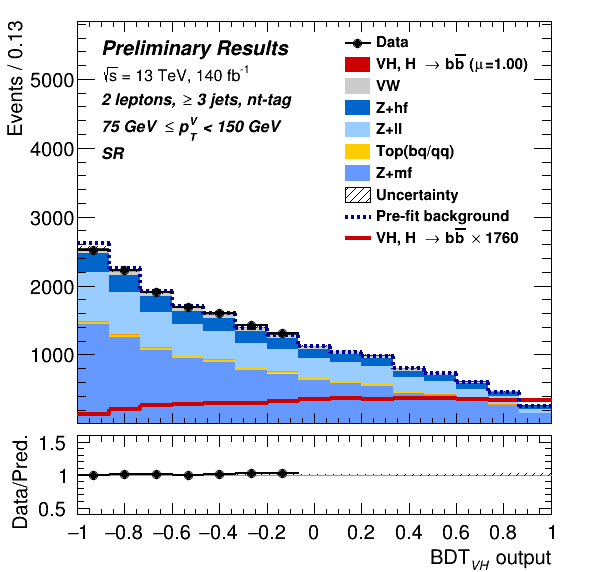 Events / 0.13
5000
4000
3000
2000
1000
Preliminary Results
√s = 13 TeV, 140 fb⁻¹
2 leptons, ≥ 3 jets, nt-tag
75 GeV ≤ p_T^V < 150 GeV
SR
Data
VH, H → bb̅ (μ=1.00)
VW
Z+hf
Z+ll
Top(bq/qq)
Z+mf
Uncertainty
Pre-fit background
VH, H → bb̅ × 1760
Data/Pred.
1.5
1
0.5
−1 −0.8 −0.6 −0.4 −0.2 0 0.2 0.4 0.6 0.8 1
BDT_VH output